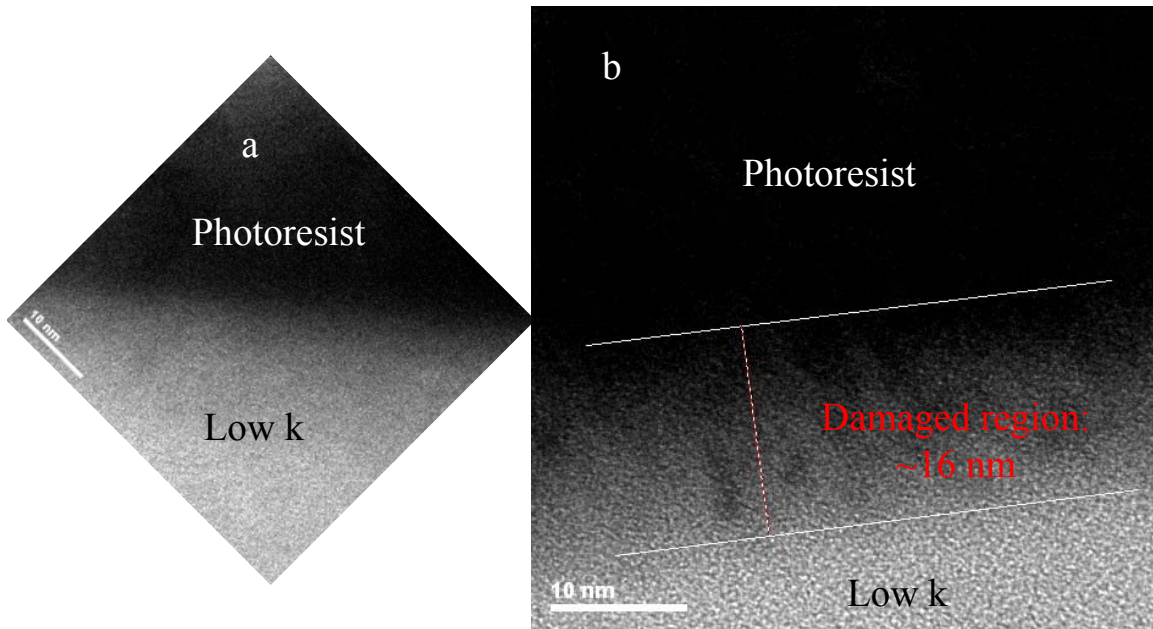 a
Photoresist
10 nm
Low k
b
Photoresist
Damaged region:
~16 nm
10 nm
Low k